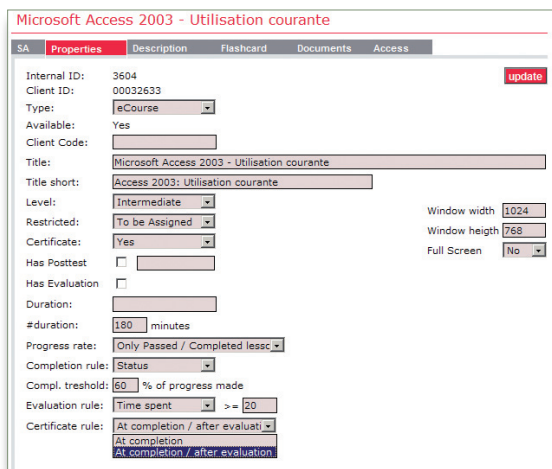 Microsoft Access 2003 - Utilisation courante
SA Properties Description Flashcard Documents Access
Internal ID: 3604
update
Client ID: 00032633
Type: eCourse
Available: Yes
Client Code:
Title: Microsoft Access 2003 - Utilisation courante
Title short: Access 2003: Utilisation courante
Level: Intermediate
Window width 1024
Restricted: To be Assigned
Window heigth 768
Certificate: Yes
Full Screen No
Has Posttest
Has Evaluation
Duration:
#duration: 180 minutes
Progress rate: Only Passed / Completed lessc
Completion rule: Status
Compl. treshold: 60 % of progress made
Evaluation rule: Time spent >= 20
Certificate rule: At completion / after evaluati
At completion
At completion / after evaluation